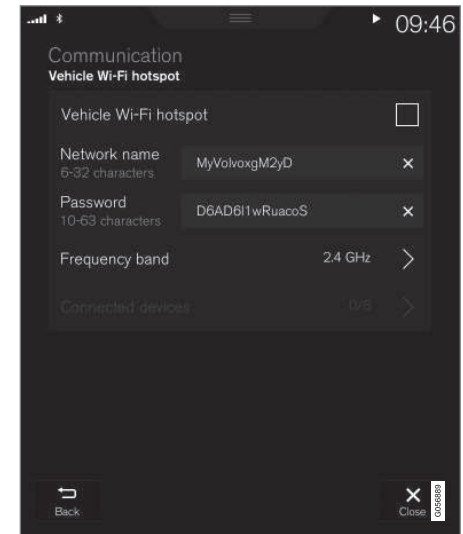 09:46
Communication
Vehicle Wi-Fi hotspot
Vehicle Wi-Fi hotspot
Network name
6-32 characters
MyVolvoxgM2yD
Password
10-63 characters
D6AD6I1wRuacoS
Frequency band 2.4 GHz
Connected devices 0/8
Back
Close
G056889